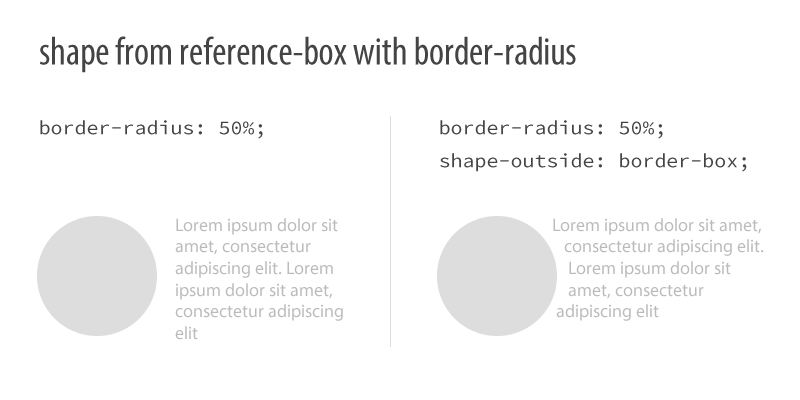 shape from reference-box with border-radius
border-radius: 50%;
Lorem ipsum dolor sit
amet, consectetur
adipiscing elit. Lorem
ipsum dolor sit amet,
consectetur adipiscing
elit
border-radius: 50%;
shape-outside: border-box;
Lorem ipsum dolor sit amet,
consectetur adipiscing elit.
Lorem ipsum dolor sit
amet, consectetur
adipiscing elit